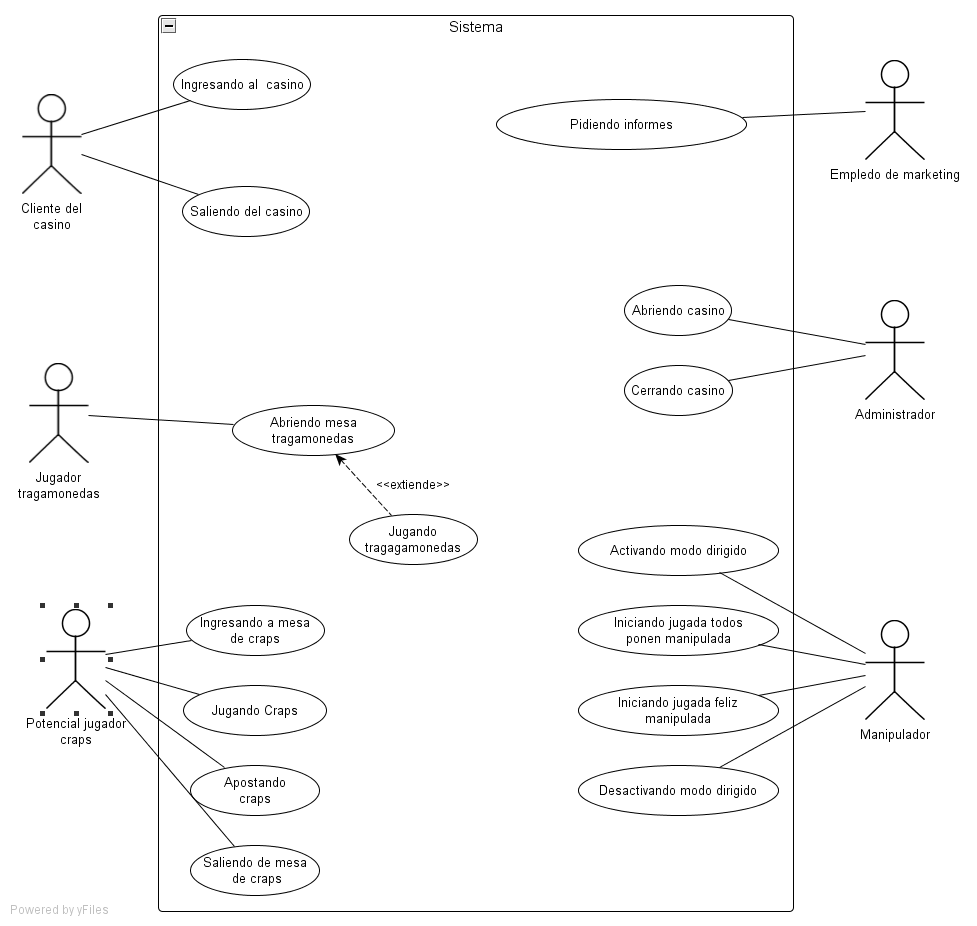 Sistema
Ingresando al casino
Saliendo del casino
Cliente del
casino
Pidiendo informes
Empledo de marketing
Abriendo casino
Cerrando casino
Administrador
Abriendo mesa
tragamonedas
<<extiende>>
Jugando
tragagamonedas
Jugador
tragamonedas
Ingresando a mesa
de craps
Jugando Craps
Apostando
craps
Saliendo de mesa
de craps
Potencial jugador
craps
Activando modo dirigido
Iniciando jugada todos
ponen manipulada
Iniciando jugada feliz
manipulada
Desactivando modo dirigido
Manipulador
Powered by yFiles